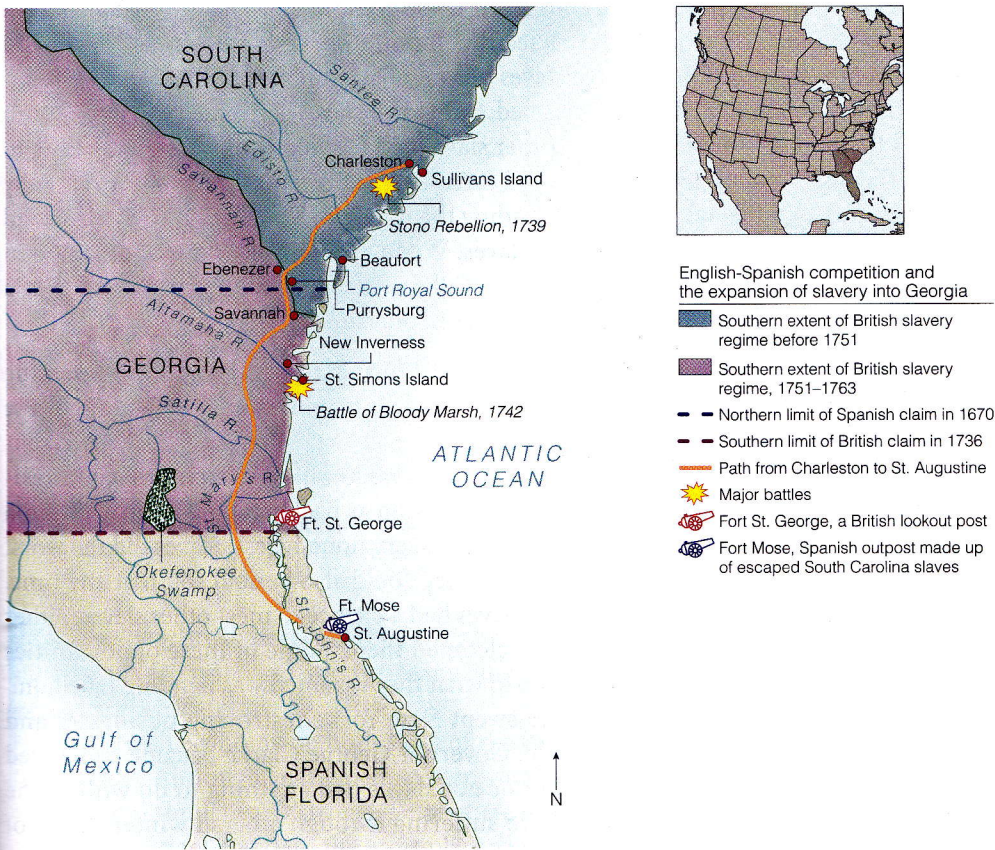 SOUTH
CAROLINA
Santee R.
Edisto R.
Savannah R.
Charleston
Sullivans Island
Stono Rebellion, 1739
Ebenezer
Beaufort
Port Royal Sound
Purrysburg
Savannah
Altamaha R.
New Inverness
GEORGIA
St. Simons Island
Satilla R.
Battle of Bloody Marsh, 1742
ATLANTIC
OCEAN
St. Mary's R.
Ft. St. George
Okefenokee
Swamp
Ft. Mose
St. Augustine
St. John's R.
Gulf of
Mexico
SPANISH
FLORIDA
N
English-Spanish competition and
the expansion of slavery into Georgia
Southern extent of British slavery
regime before 1751
Southern extent of British slavery
regime, 1751–1763
Northern limit of Spanish claim in 1670
Southern limit of British claim in 1736
Path from Charleston to St. Augustine
Major battles
Fort St. George, a British lookout post
Fort Mose, Spanish outpost made up
of escaped South Carolina slaves